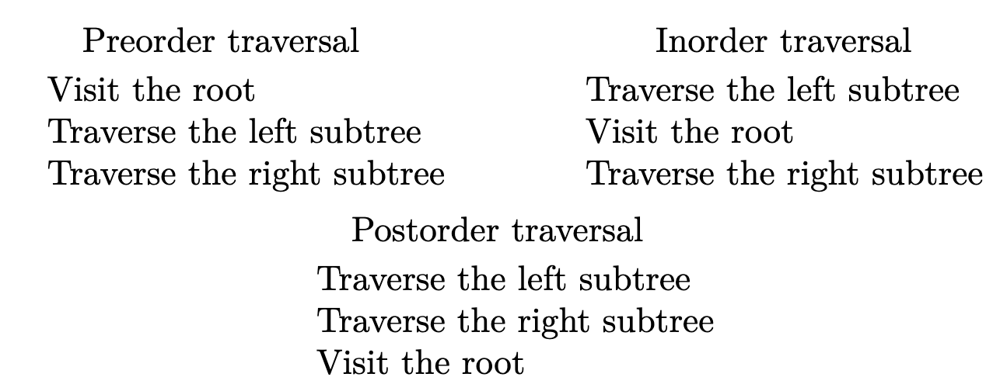 Preorder traversal
Visit the root
Traverse the left subtree
Traverse the right subtree
Inorder traversal
Traverse the left subtree
Visit the root
Traverse the right subtree
Postorder traversal
Traverse the left subtree
Traverse the right subtree
Visit the root